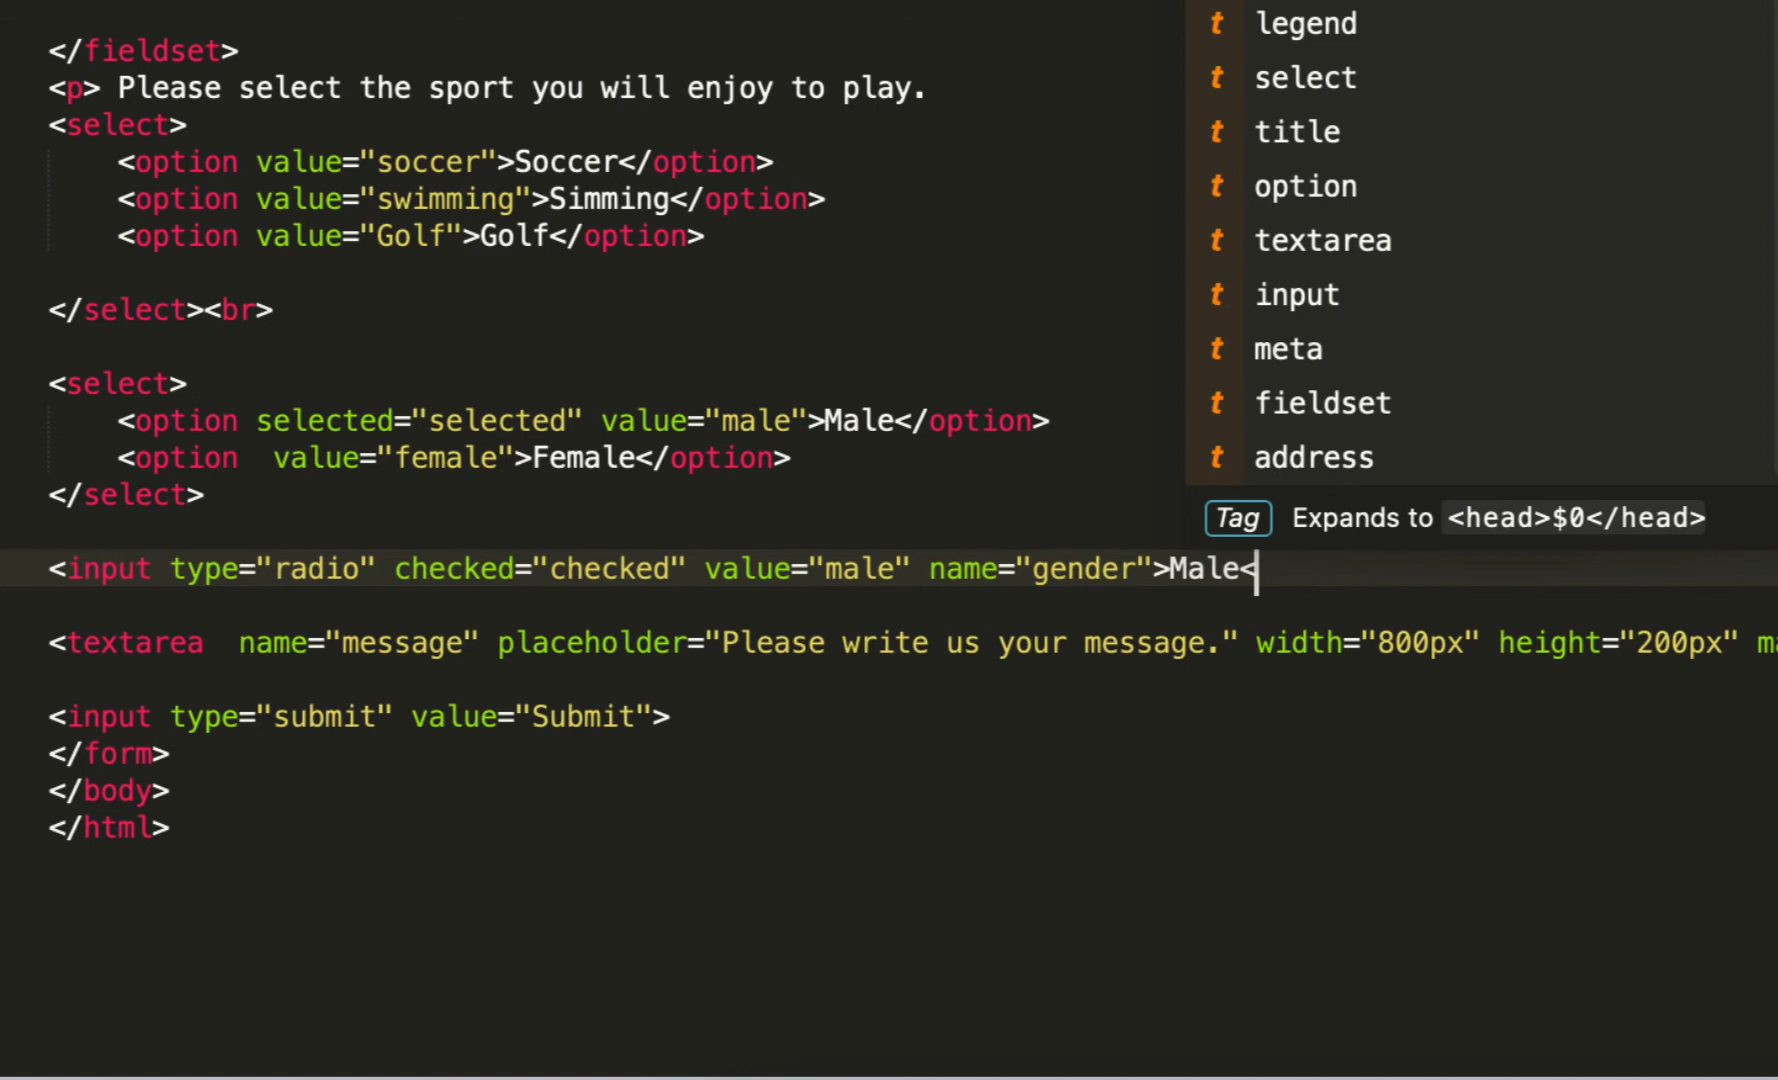 </fieldset>
<p> Please select the sport you will enjoy to play.
<select>
<option value="soccer">Soccer</option>
<option value="swimming">Simming</option>
<option value="Golf">Golf</option>
</select><br>
<select>
<option selected="selected" value="male">Male</option>
<option  value="female">Female</option>
</select>
<input type="radio" checked="checked" value="male" name="gender">Male<
<textarea  name="message" placeholder="Please write us your message." width="800px" height="200px" ma
<input type="submit" value="Submit">
</form>
</body>
</html>
t legend
t select
t title
t option
t textarea
t input
t meta
t fieldset
t address
Tag Expands to <head>$0</head>